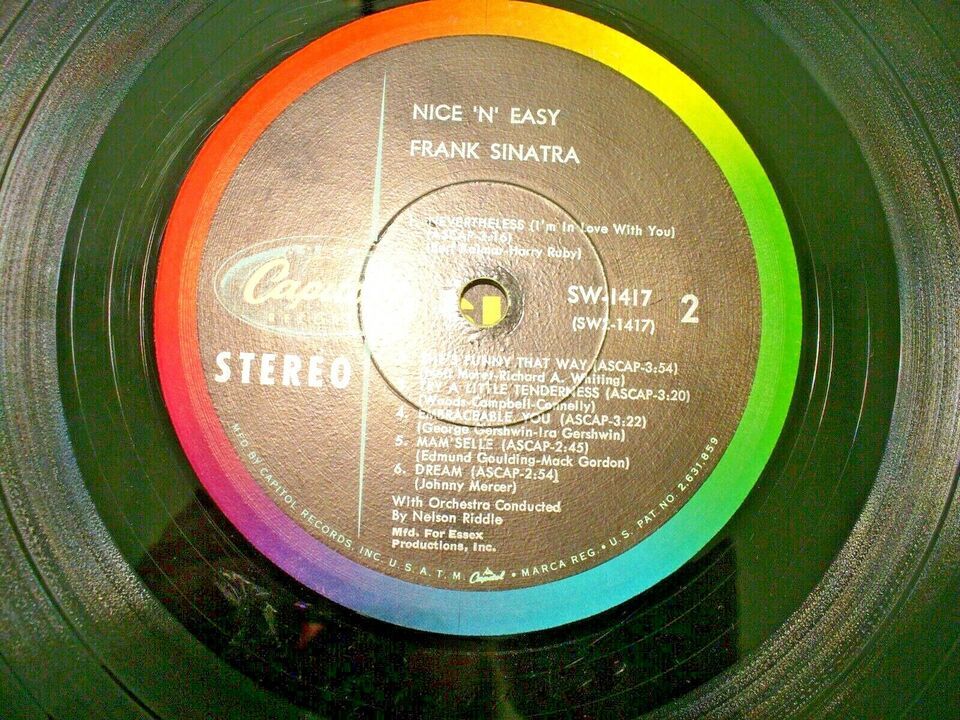 NICE 'N' EASY
FRANK SINATRA
NEVERTHELESS (I'm In Love With You)
Harry Ruby)
Capitol
STEREO
SW-1417
(SW2-1417)
2
FUNNY THAT WAY (ASCAP-3:54)
Richard A. Whiting)
TRY A LITTLE TENDERNESS (ASCAP-3:20)
(Woods-Campbell-Connelly)
4. EMBRACEABLE YOU (ASCAP-3:22)
(George Gershwin-Ira Gershwin)
5. MAM'SELLE (ASCAP-2:45)
(Edmund Goulding-Mack Gordon)
6. DREAM (ASCAP-2:54)
(Johnny Mercer)
With Orchestra Conducted
By Nelson Riddle
Mfd. For Essex
Productions, Inc.
MFD. BY CAPITOL RECORDS, INC. U.S.A. T.M. Capitol • MARCA REG. • U.S. PAT. NO. 2,631,859